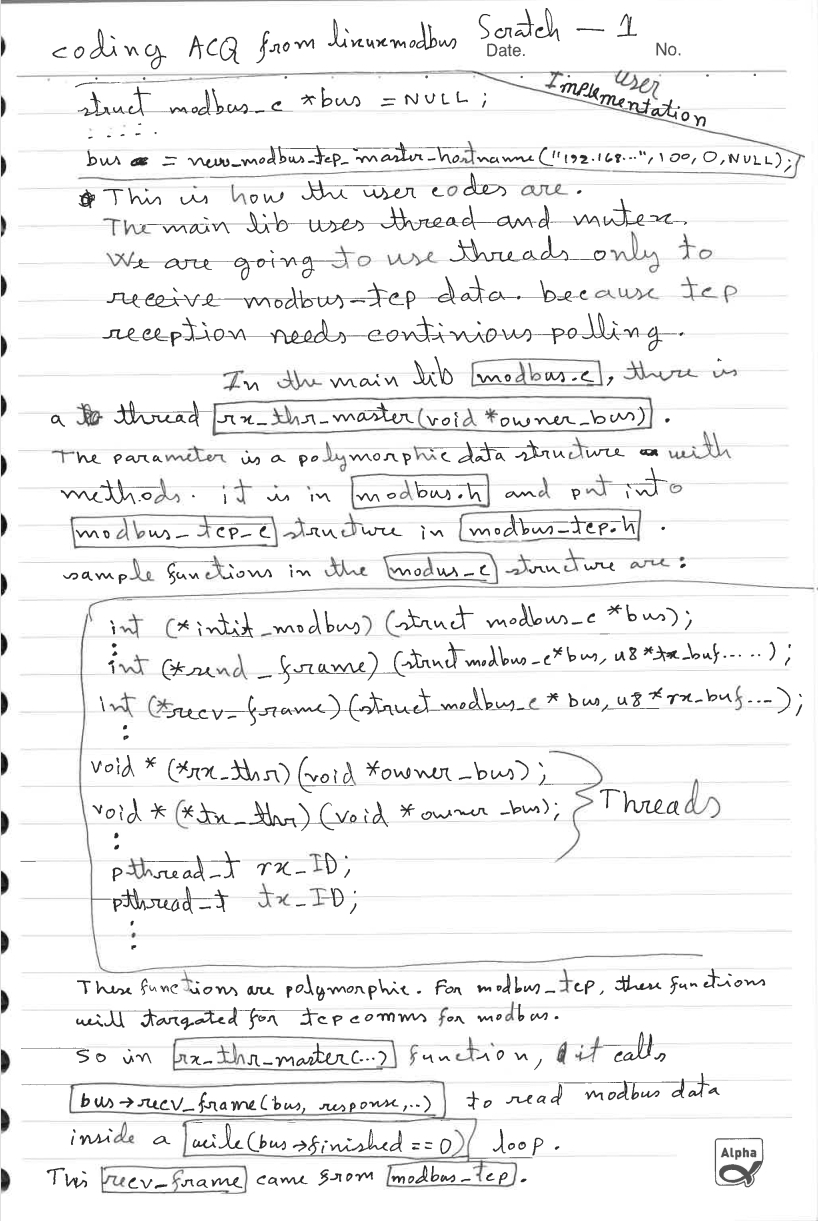 coding ACQ from linuxmodbus Scratch - 1
Date. No.
User
Implementation
struct modbus_c *bus = NULL ;
. . . . . .
bus = new_modbus_tcp_master_hostname("192.168...", 100, 0, NULL);
This is how the user codes are.
The main lib uses thread and mutex.
We are going to use threads only to
receive modbus-tcp data. because tcp
reception needs continious polling.
In the main lib modbus.c, there is
a thread rx_thr_master(void *owner_bus).
The parameter is a polymorphic data structure with
methods. it is in modbus.h and put into
modbus_tcp_c structure in modbus_tcp.h.
sample functions in the modus_c structure are:
int (*intit_modbus) (struct modbus_c *bus);
:
int (*send_frame) (struct modbus_c*bus, u8 *tx_buf.....);
int (*recv_frame)(struct modbus_c * bus, u8 *rx_buf...);
:
void * (*rx_thr) (void *owener_bus);
void * (*tx_thr) (void *owner_bus);
Threads
:
pthread_t rx_ID;
pthread_t tx_ID;
:
These functions are polymorphic. For modbus_tcp, these functions
will targated for tcp comms for modbus.
So in rx_thr_master(...) function, it calls
bus→recv_frame(bus, response,..) to read modbus data
inside a wile(bus→finished == 0) loop.
This recv_frame came from modbus_tcp.
Alpha